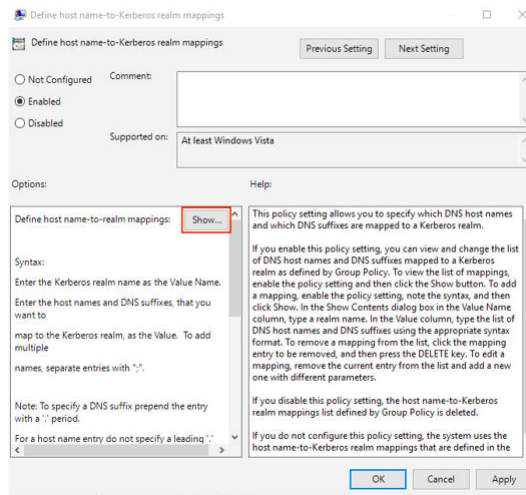 Define host name-to-Kerberos realm mappings
Define host name-to-Kerberos realm mappings
Previous Setting
Next Setting
Not Configured
Comment:
Enabled
Disabled
Supported on:
At least Windows Vista
Options:
Help:
Define host name-to-realm mappings:
Show...
Syntax:
Enter the Kerberos realm name as the Value Name.
Enter the host names and DNS suffixes, that you
want to
map to the Kerberos realm, as the Value. To add
multiple
names, separate entries with ";".
Note: To specify a DNS suffix prepend the entry
with a '.' period.
For a host name entry do not specify a leading '.'
This policy setting allows you to specify which DNS host names
and which DNS suffixes are mapped to a Kerberos realm.
If you enable this policy setting, you can view and change the list
of DNS host names and DNS suffixes mapped to a Kerberos
realm as defined by Group Policy. To view the list of mappings,
enable the policy setting and then click the Show button. To add
a mapping, enable the policy setting, note the syntax, and then
click Show. In the Show Contents dialog box in the Value Name
column, type a realm name. In the Value column, type the list of
DNS host names and DNS suffixes using the appropriate syntax
format. To remove a mapping from the list, click the mapping
entry to be removed, and then press the DELETE key. To edit a
mapping, remove the current entry from the list and add a new
one with different parameters.
If you disable this policy setting, the host name-to-Kerberos
realm mappings list defined by Group Policy is deleted.
If you do not configure this policy setting, the system uses the
host name-to-Kerberos realm mappings that are defined in the
OK
Cancel
Apply